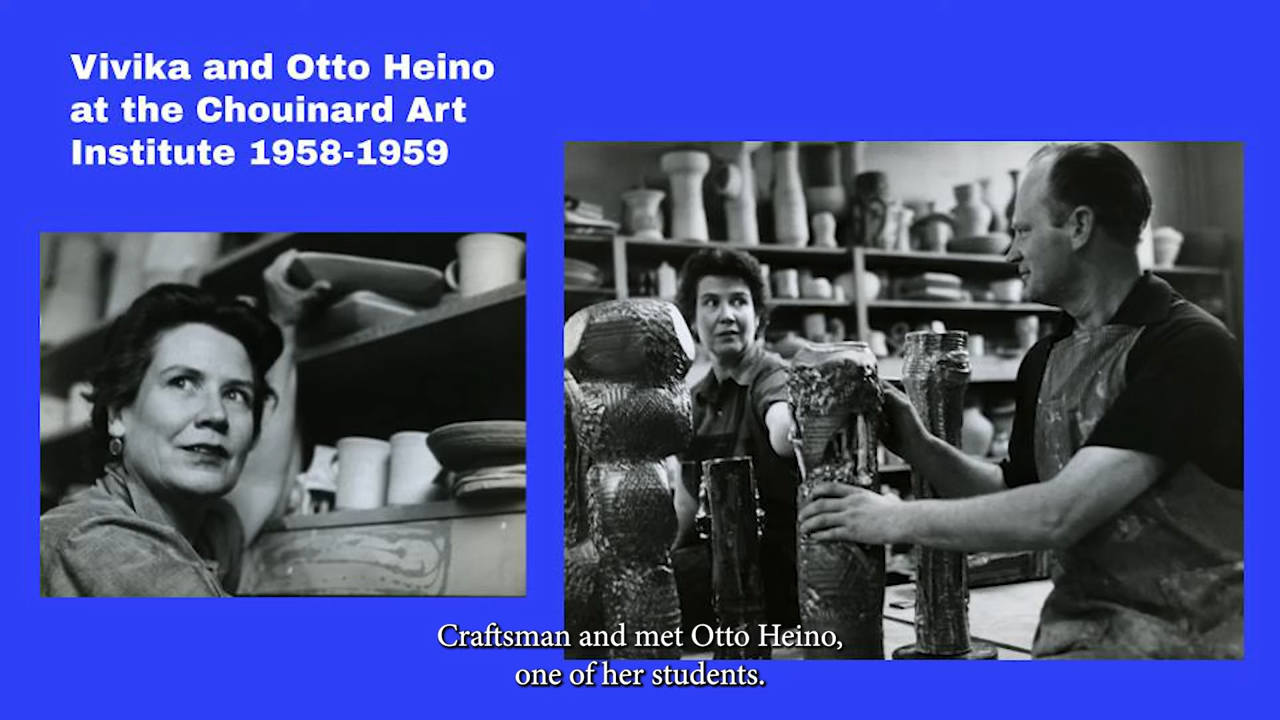 Vivika and Otto Heino
at the Chouinard Art
Institute 1958-1959
Craftsman and met Otto Heino,
one of her students.